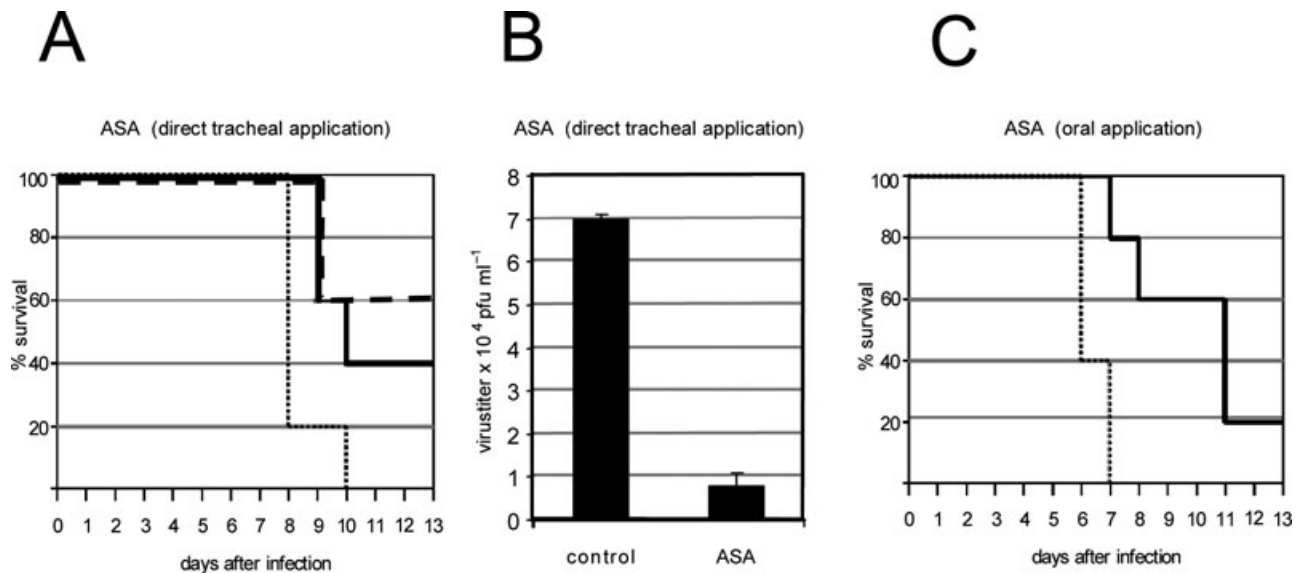 A
B
C
ASA (direct tracheal application)
ASA (direct tracheal application)
ASA (oral application)
% survival
100
80
60
40
20
0 1 2 3 4 5 6 7 8 9 10 11 12 13
days after infection
virustiter x 10⁴ pfu ml⁻¹
8
7
6
5
4
3
2
1
0
control ASA
% survival
100
80
60
40
20
0 1 2 3 4 5 6 7 8 9 10 11 12 13
days after infection